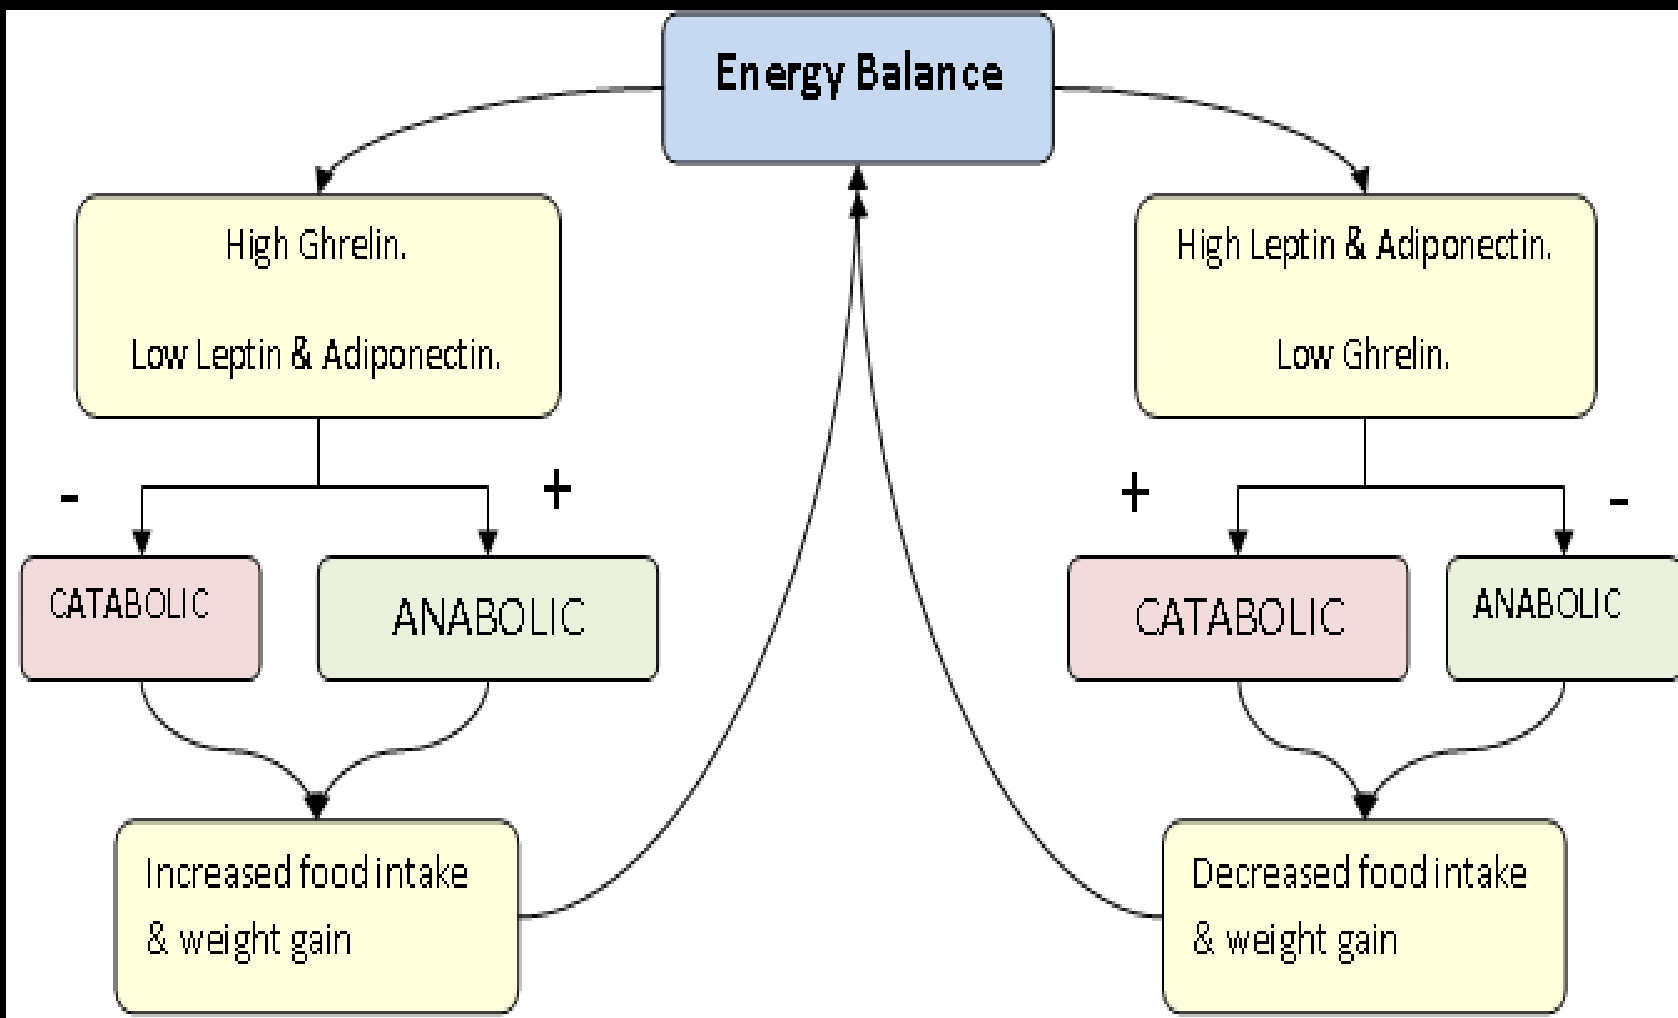 Energy Balance
High Ghrelin.
Low Leptin & Adiponectin.
High Leptin & Adiponectin.
Low Ghrelin.
-
+
+
-
CATABOLIC
ANABOLIC
CATABOLIC
ANABOLIC
Increased food intake
& weight gain
Decreased food intake
& weight gain